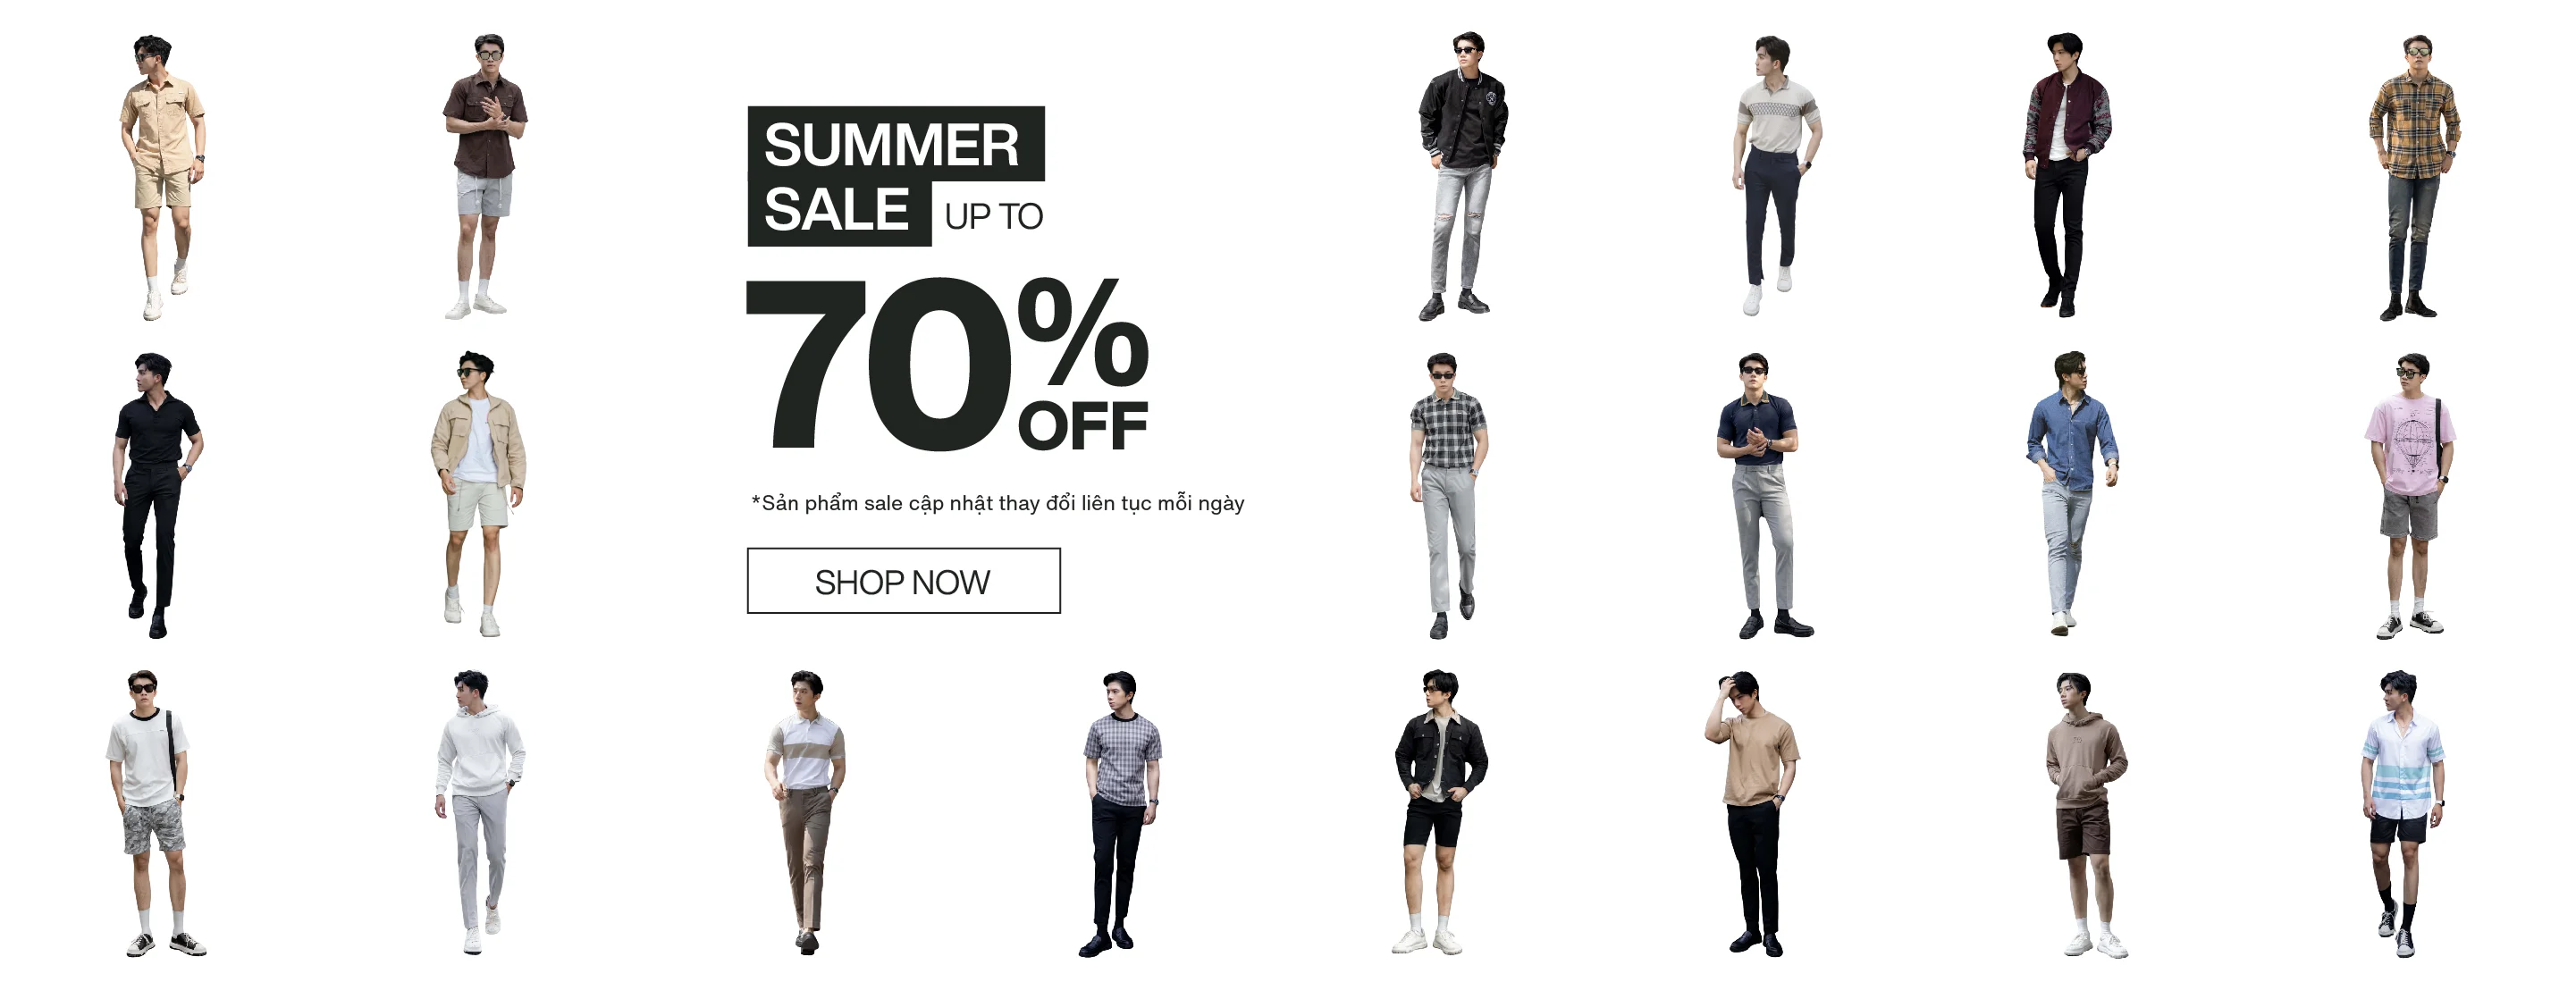 SUMMER
SALE UP TO
70% OFF
*Sản phẩm sale cập nhật thay đổi liên tục mỗi ngày
SHOP NOW